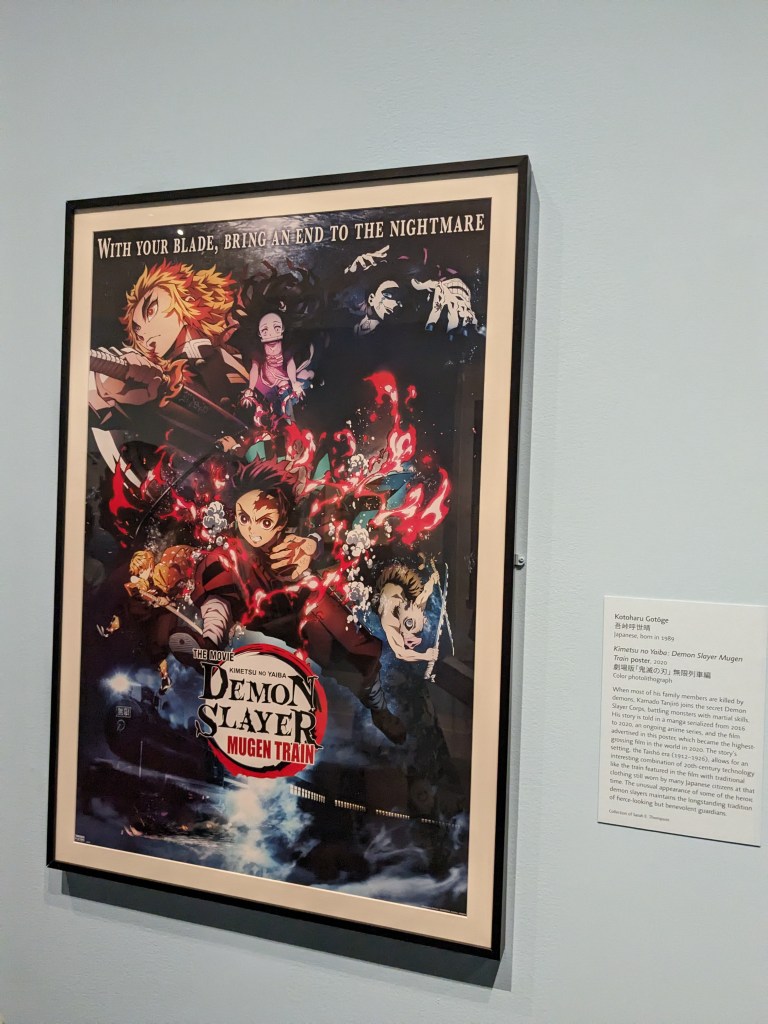 WITH YOUR BLADE, BRING AN END TO THE NIGHTMARE
THE MOVIE
KIMETSU NO YAIBA
DEMON
SLAYER
MUGEN TRAIN
無限
Kotoharu Gotōge
吾峠呼世晴
Japanese, born in 1989
Kimetsu no Yaiba: Demon Slayer Mugen
Train poster, 2020
劇場版「鬼滅の刃」無限列車編
Color photolithograph
When most of his family members are killed by
demons, Kamado Tanjirō joins the secret Demon
Slayer Corps, battling monsters with martial skills.
His story is told in a manga serialized from 2016
to 2020, an ongoing anime series, and the film
advertised in this poster, which became the highest-
grossing film in the world in 2020. The story's
setting, the Taishō era (1912–1926), allows for an
interesting combination of 20th-century technology
like the train featured in the film with traditional
clothing still worn by many Japanese citizens at that
time. The unusual appearance of some of the heroic
demon slayers maintains the longstanding tradition
of fierce-looking but benevolent guardians.
Collection of Sarah E. Thompson